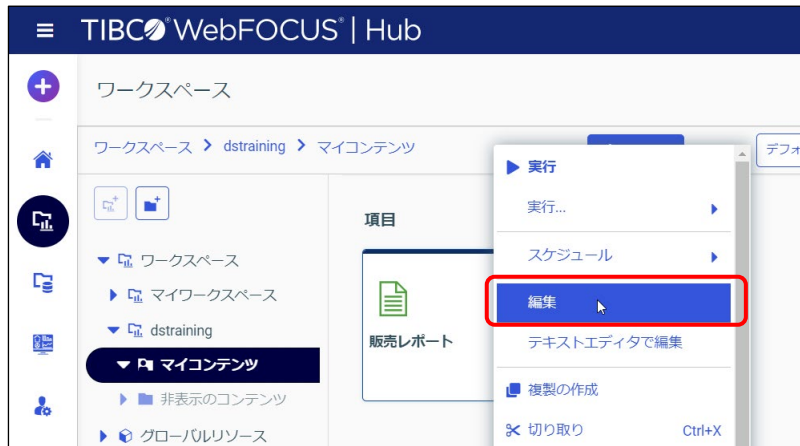 TIBCO® WebFOCUS® | Hub
ワークスペース
ワークスペース > dstraining > マイコンテンツ
デフォ
ワークスペース
マイワークスペース
dstraining
マイコンテンツ
非表示のコンテンツ
グローバルリソース
項目
販売レポート
実行
実行...
スケジュール
編集
テキストエディタで編集
複製の作成
切り取り Ctrl+X